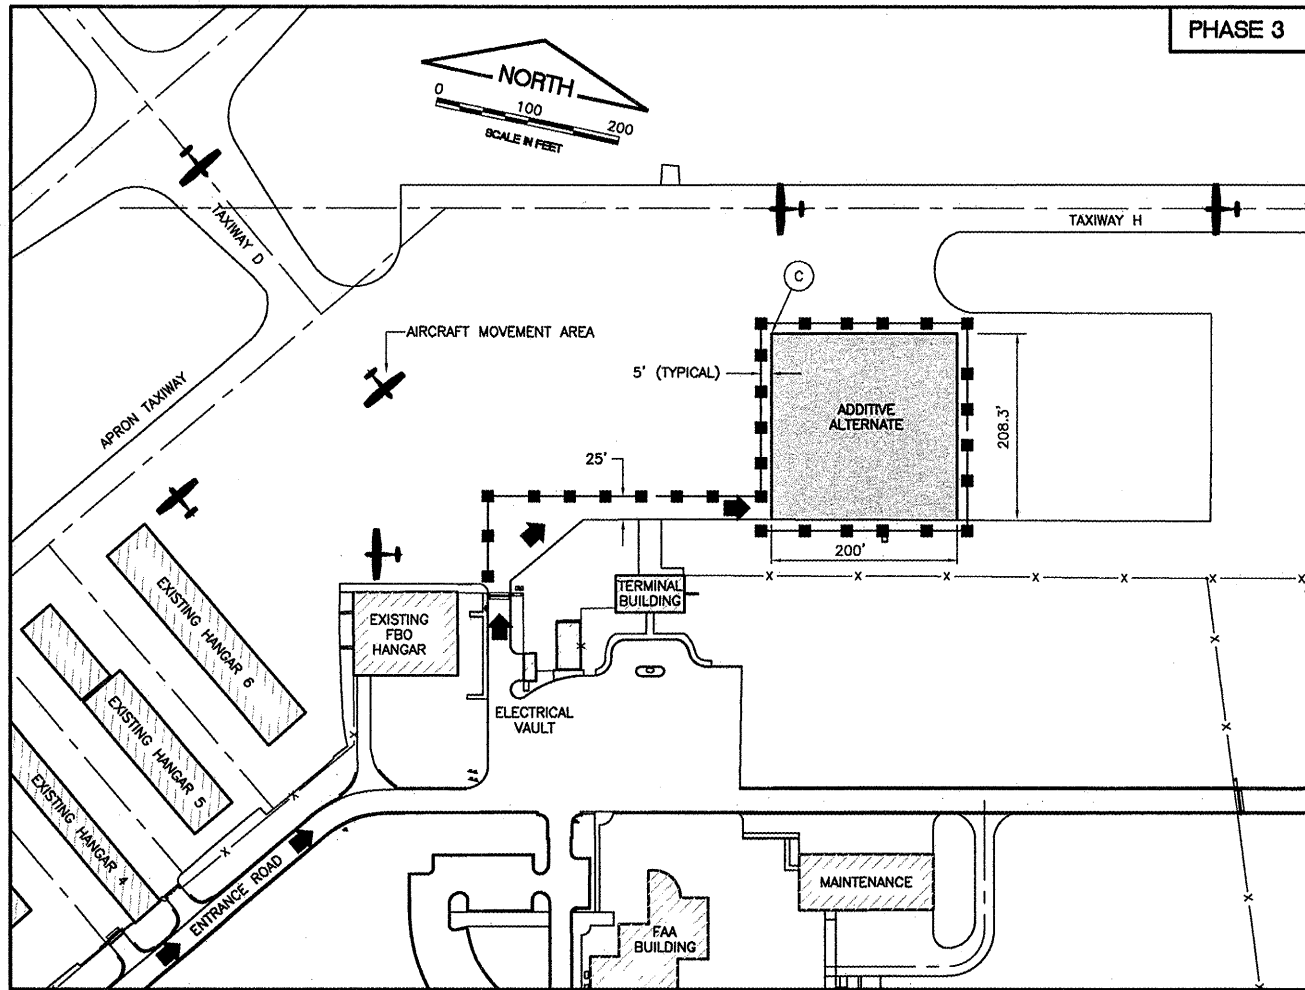 PHASE 3
NORTH
0 100 200
SCALE IN FEET
TAXIWAY D
TAXIWAY H
C
AIRCRAFT MOVEMENT AREA
5' (TYPICAL)
ADDITIVE
ALTERNATE
208.3'
APRON TAXIWAY
25'
200'
TERMINAL
BUILDING
EXISTING HANGAR 6
EXISTING
FBO
HANGAR
EXISTING HANGAR 5
ELECTRICAL
VAULT
EXISTING HANGAR 4
ENTRANCE ROAD
MAINTENANCE
FAA
BUILDING
x x x x x x x
x
x
x
x
x
x
x
x
x